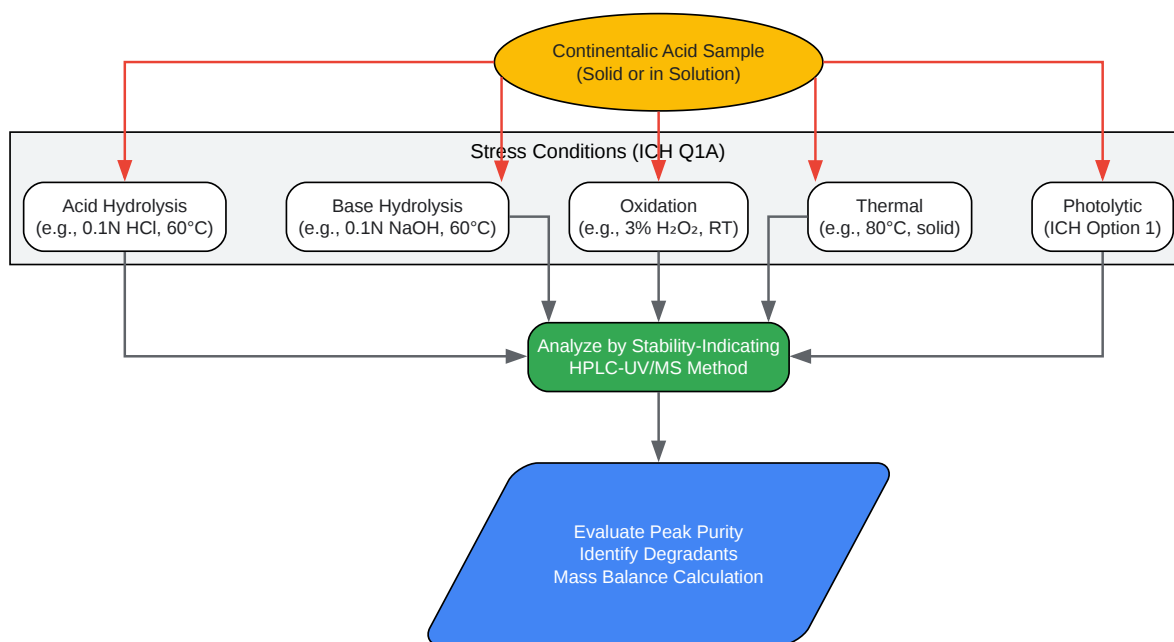 Continentalic Acid Sample
(Solid or in Solution)
Stress Conditions (ICH Q1A)
Acid Hydrolysis
(e.g., 0.1N HCl, 60°C)
Base Hydrolysis
(e.g., 0.1N NaOH, 60°C)
Oxidation
(e.g., 3% H₂O₂, RT)
Thermal
(e.g., 80°C, solid)
Photolytic
(ICH Option 1)
Analyze by Stability-Indicating
HPLC-UV/MS Method
Evaluate Peak Purity
Identify Degradants
Mass Balance Calculation